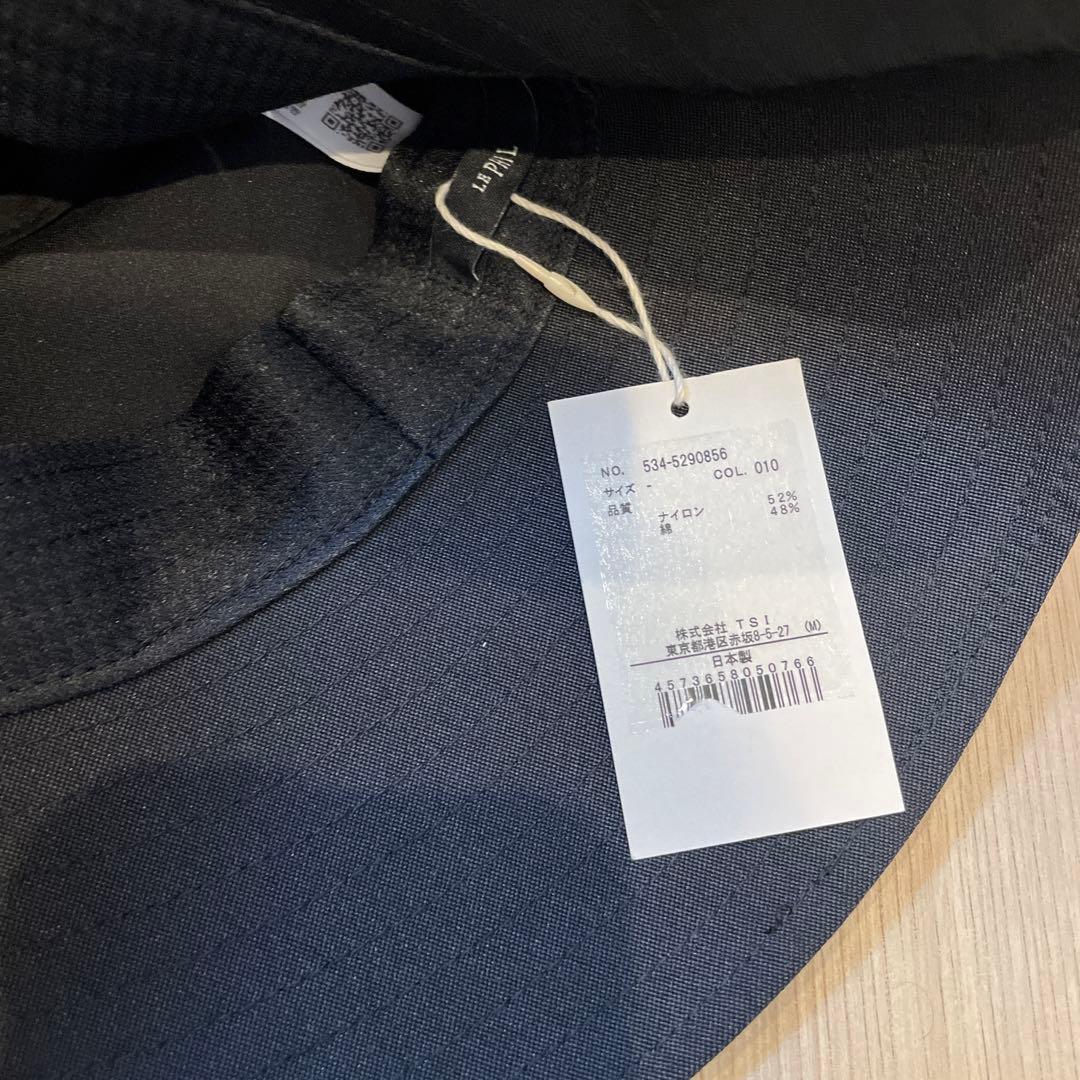 LE PHIL
NO. 534-5290856
COL. 010
サイズ -
品質 ナイロン 52%
綿 48%
株式会社 TSI
東京都港区赤坂8-5-27 (M)
日本製
4573658050766